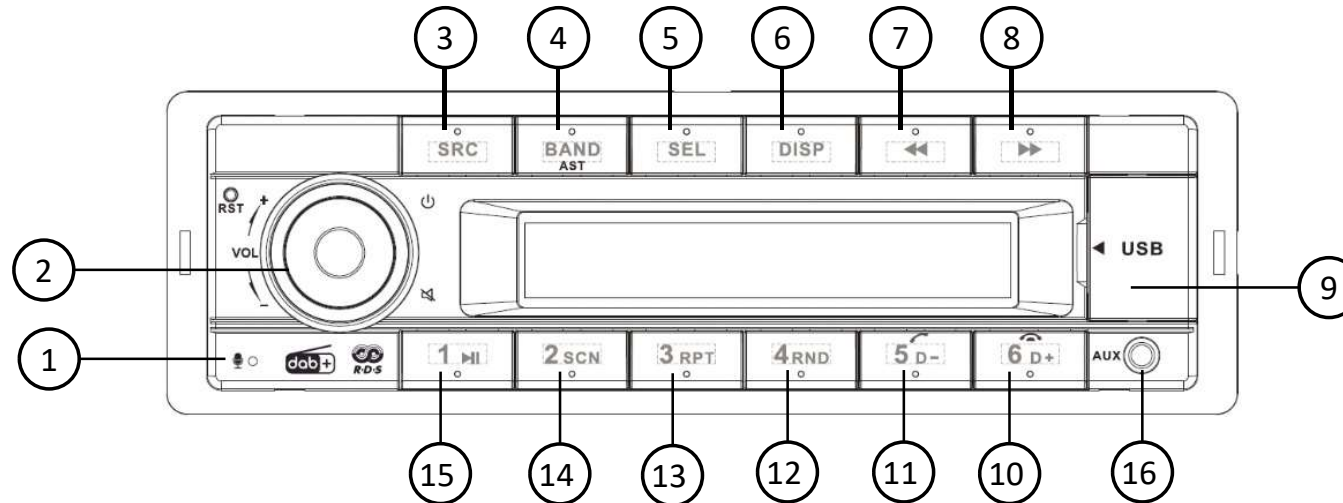 3 4 5 6 7 8
SRC BAND SEL DISP
AST
RST +
VOL
USB
2
9
-
1
dab+ R·D·S
1 2 SCN 3 RPT 4 RND 5 D- 6 D+
AUX
15 14 13 12 11 10 16